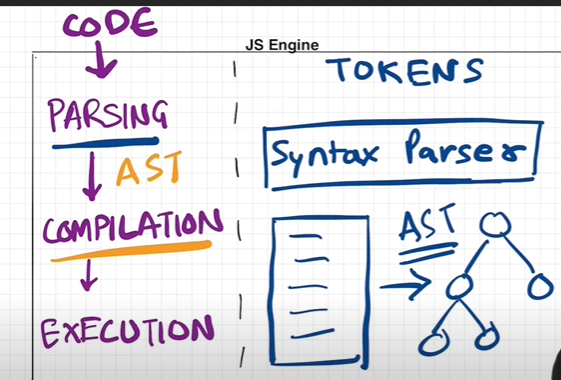 CODE
JS Engine
PARSING
AST
COMPILATION
EXECUTION
TOKENS
Syntax Parser
AST